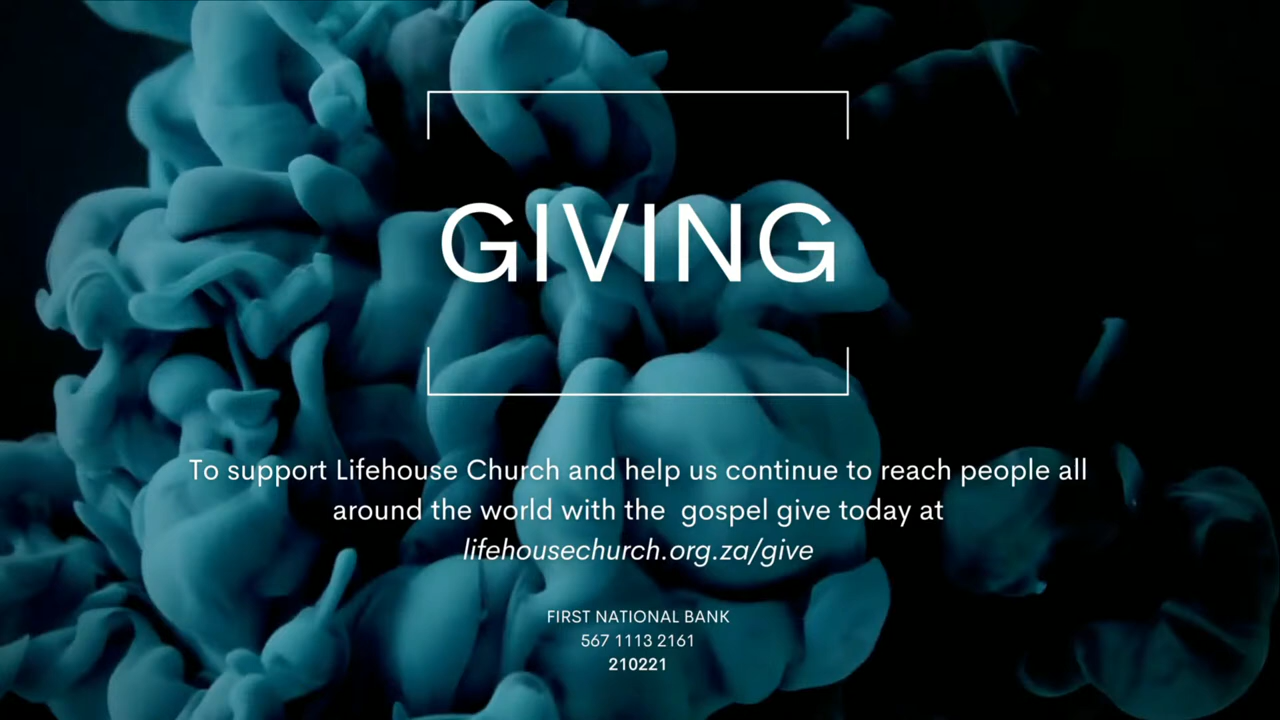 GIVING
To support Lifehouse Church and help us continue to reach people all
around the world with the  gospel give today at
lifehousechurch.org.za/give
FIRST NATIONAL BANK
567 1113 2161
210221